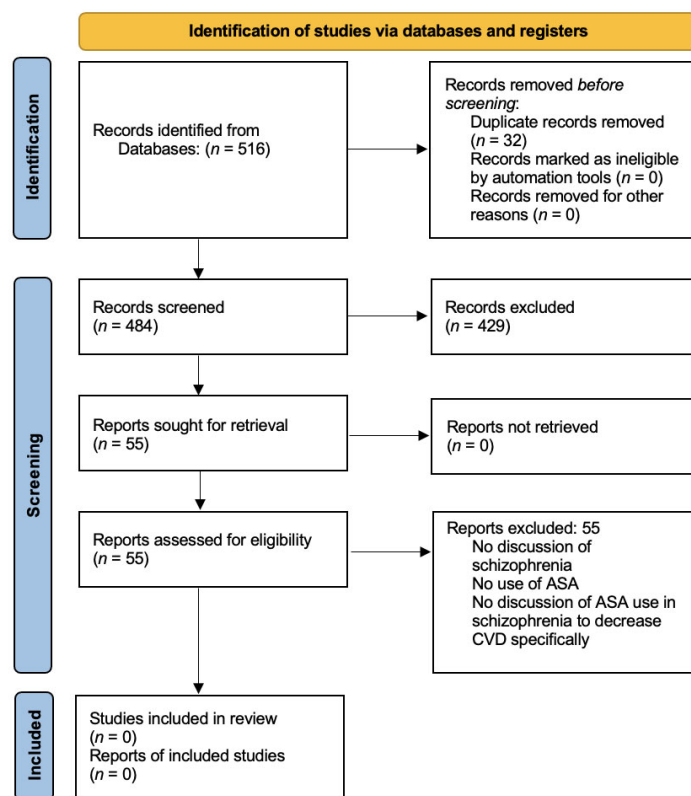 Identification of studies via databases and registers
Identification
Records identified from
Databases: (n = 516)
Records removed before
screening:
Duplicate records removed
(n = 32)
Records marked as ineligible
by automation tools (n = 0)
Records removed for other
reasons (n = 0)
Screening
Records screened
(n = 484)
Records excluded
(n = 429)
Reports sought for retrieval
(n = 55)
Reports not retrieved
(n = 0)
Reports assessed for eligibility
(n = 55)
Reports excluded: 55
No discussion of
schizophrenia
No use of ASA
No discussion of ASA use in
schizophrenia to decrease
CVD specifically
Included
Studies included in review
(n = 0)
Reports of included studies
(n = 0)